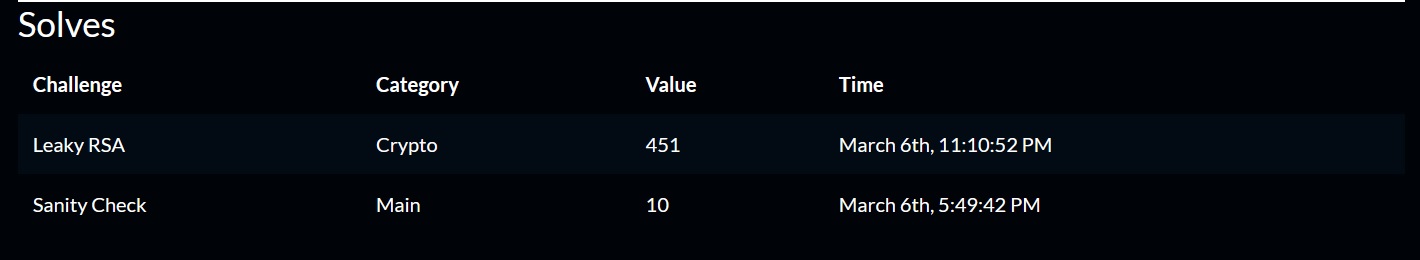 Solves
Challenge Category Value Time
Leaky RSA Crypto 451 March 6th, 11:10:52 PM
Sanity Check Main 10 March 6th, 5:49:42 PM